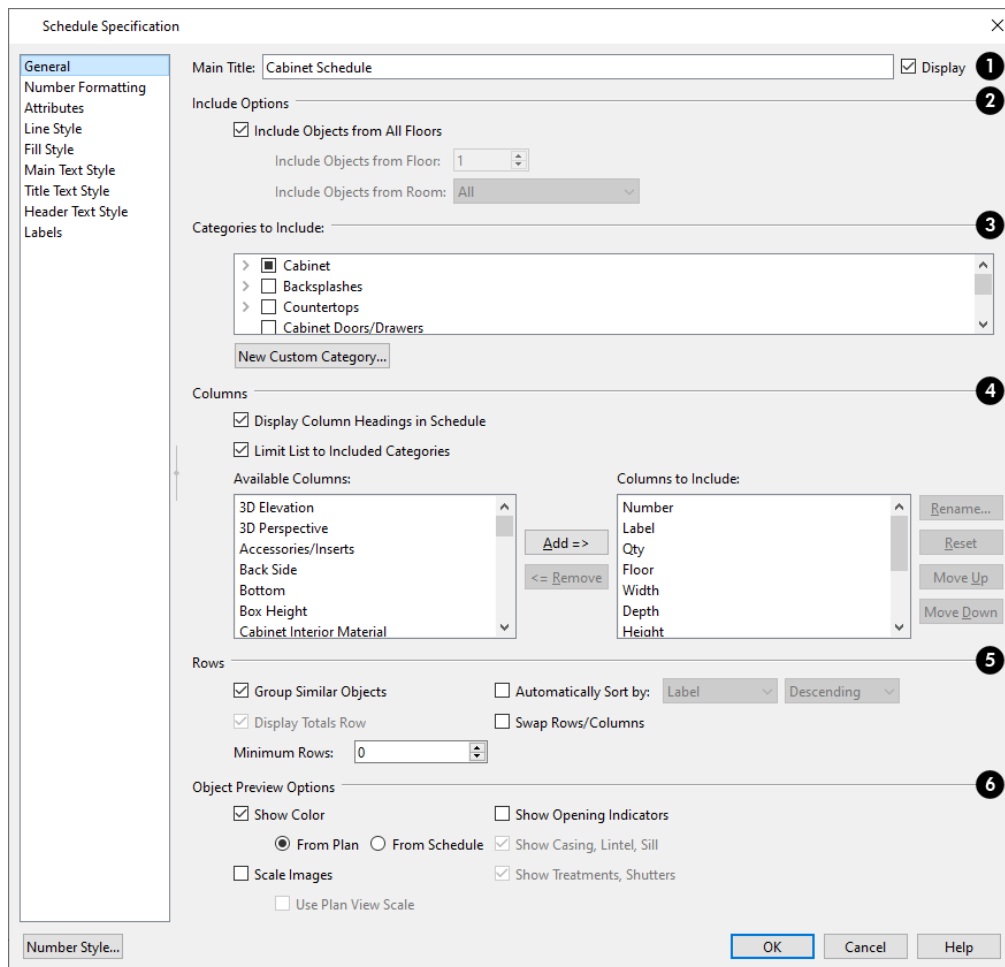 Schedule Specification
General
Number Formatting
Attributes
Line Style
Fill Style
Main Text Style
Title Text Style
Header Text Style
Labels
Main Title: Cabinet Schedule Display 1
Include Options 2
Include Objects from All Floors
Include Objects from Floor: 1
Include Objects from Room: All
Categories to Include: 3
Cabinet
Backsplashes
Countertops
Cabinet Doors/Drawers
New Custom Category...
Columns 4
Display Column Headings in Schedule
Limit List to Included Categories
Available Columns:
3D Elevation
3D Perspective
Accessories/Inserts
Back Side
Bottom
Box Height
Cabinet Interior Material
Add =>
<= Remove
Columns to Include:
Number
Label
Qty
Floor
Width
Depth
Height
Rename...
Reset
Move Up
Move Down
Rows 5
Group Similar Objects Automatically Sort by: Label Descending
Display Totals Row Swap Rows/Columns
Minimum Rows: 0
Object Preview Options 6
Show Color Show Opening Indicators
From Plan From Schedule Show Casing, Lintel, Sill
Scale Images Show Treatments, Shutters
Use Plan View Scale
Number Style... OK Cancel Help